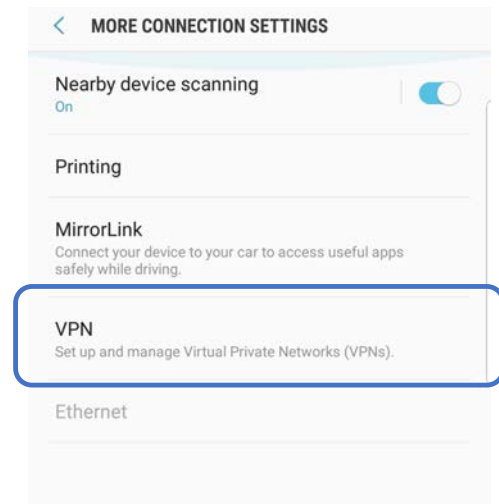 MORE CONNECTION SETTINGS
Nearby device scanning
On
Printing
MirrorLink
Connect your device to your car to access useful apps
safely while driving.
VPN
Set up and manage Virtual Private Networks (VPNs).
Ethernet